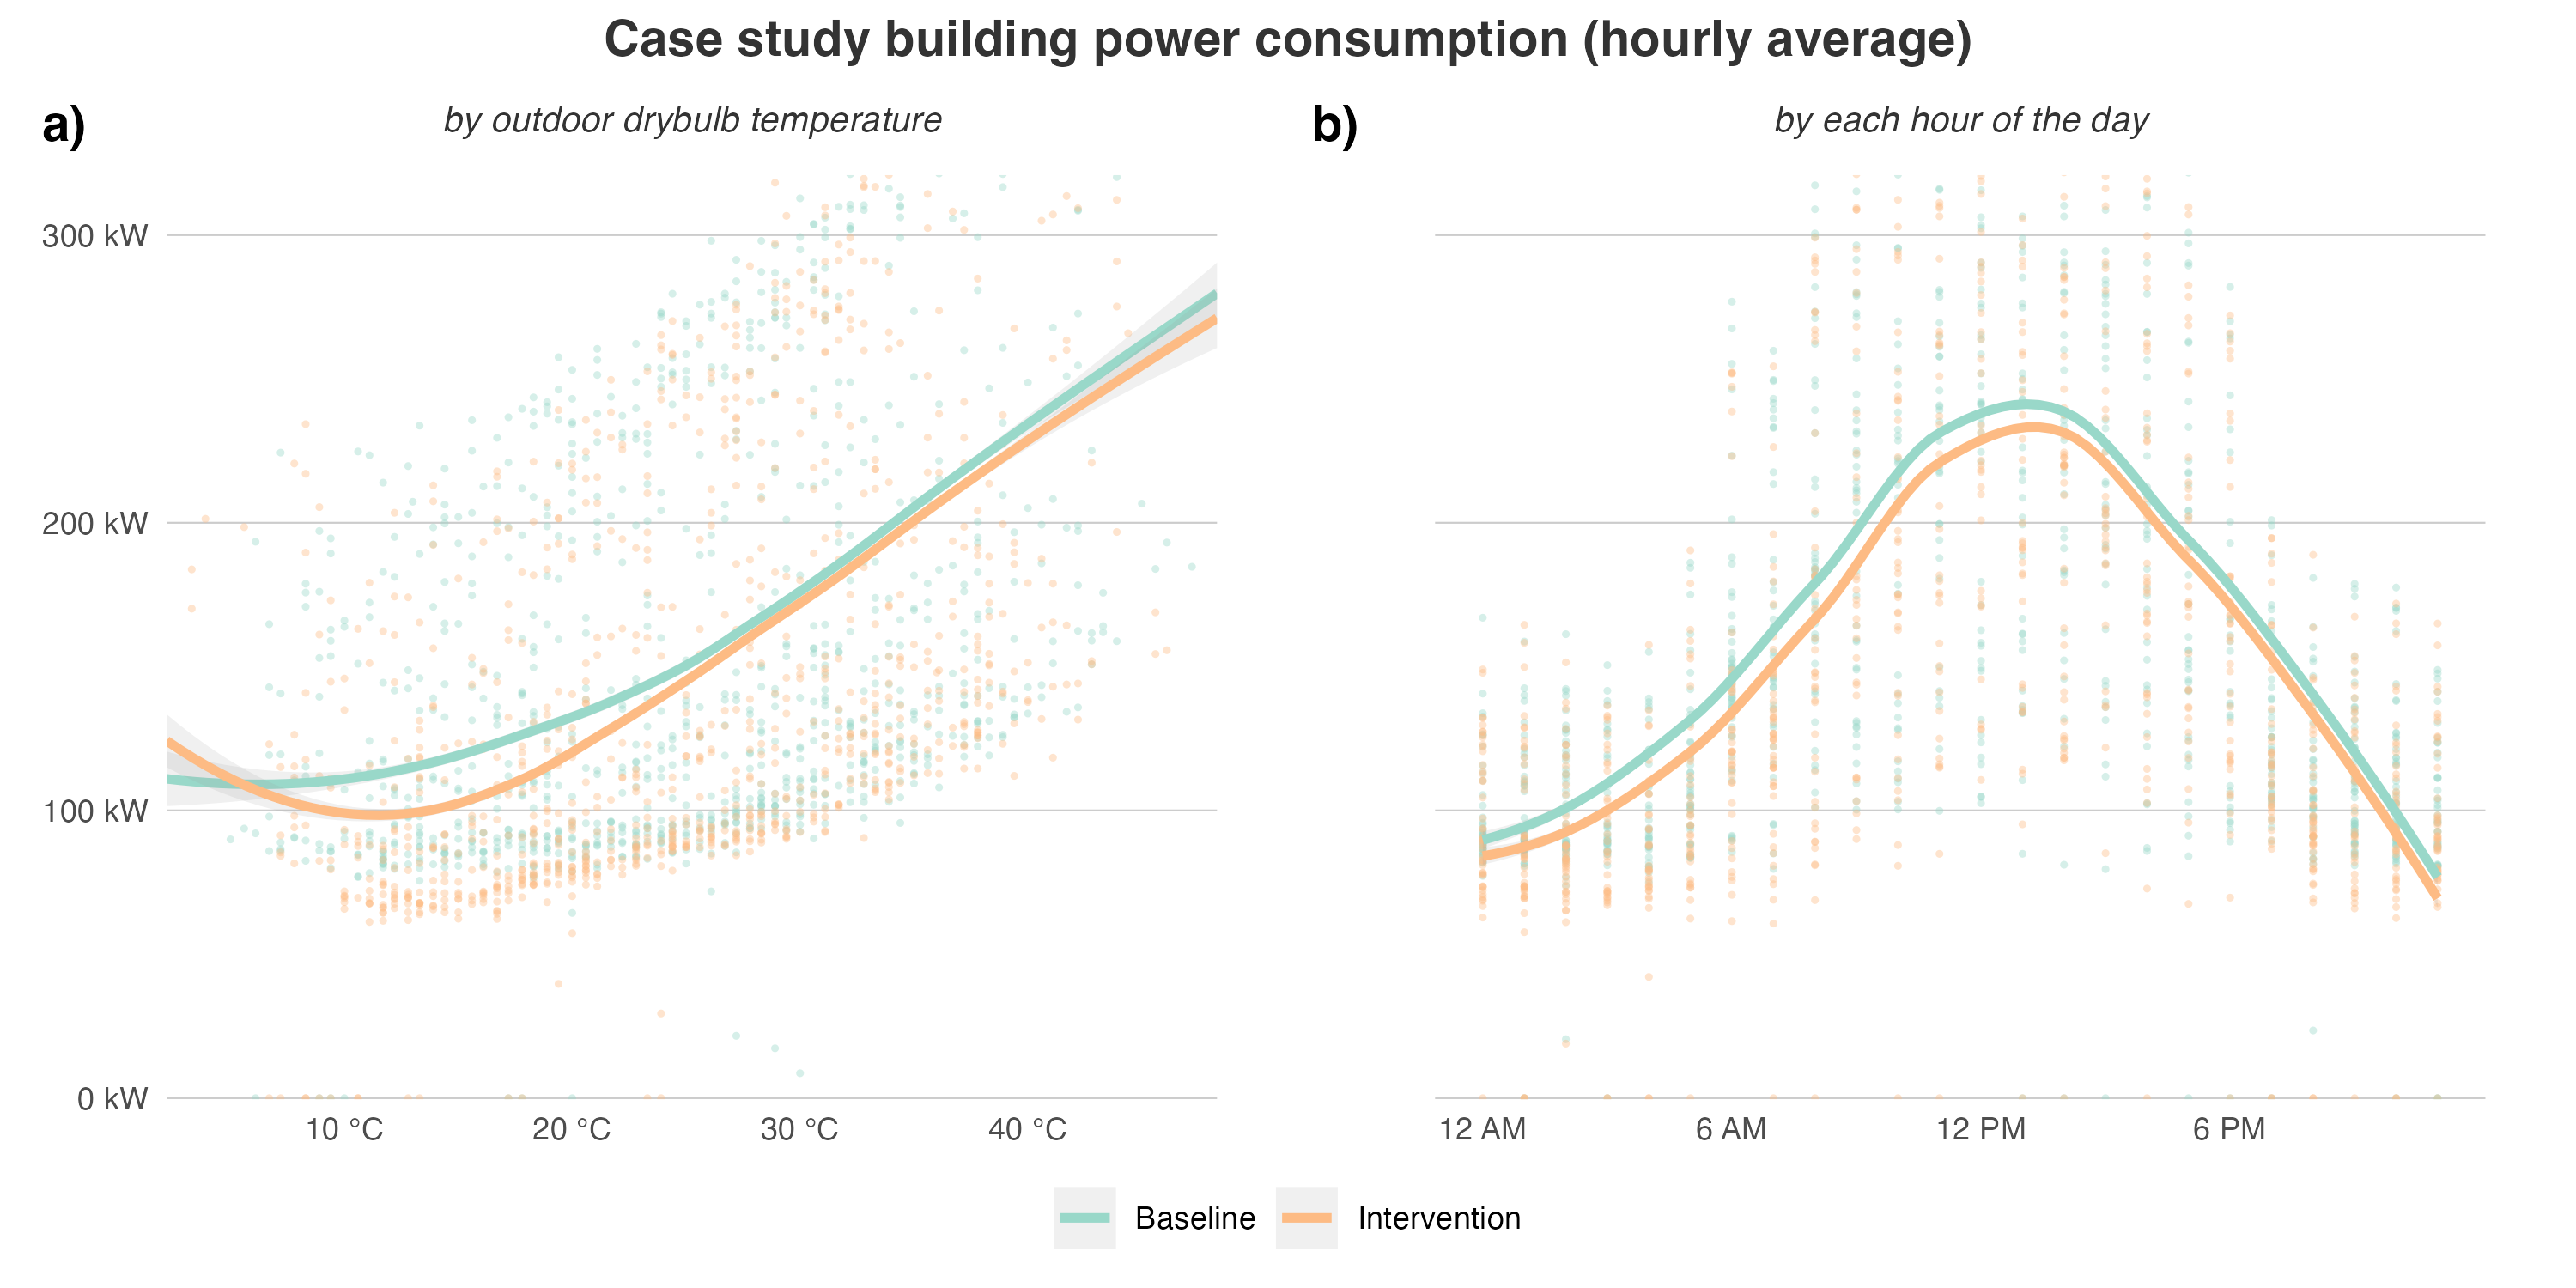 Case study building power consumption (hourly average)
a)
by outdoor drybulb temperature
300 kW
200 kW
100 kW
0 kW
10 °C
20 °C
30 °C
40 °C
b)
by each hour of the day
12 AM
6 AM
12 PM
6 PM
Baseline
Intervention